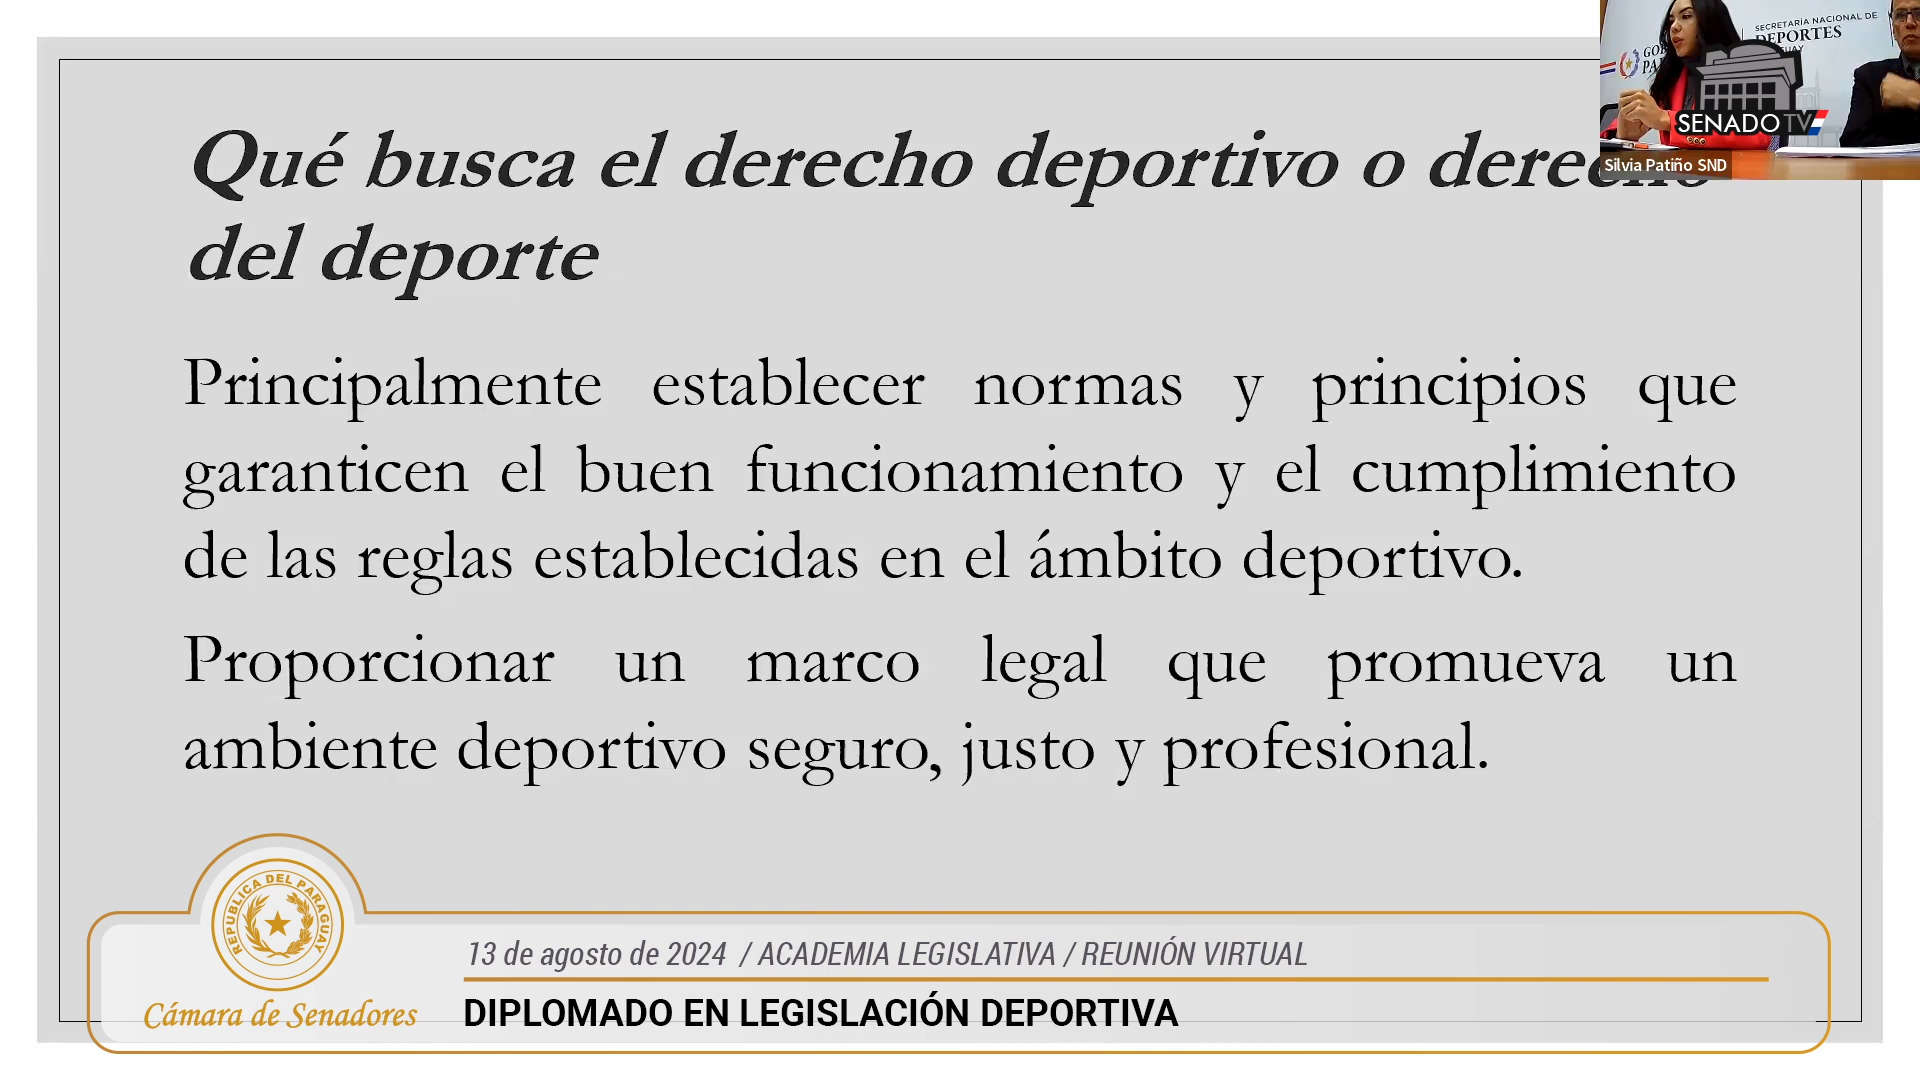 SECRETARÍA NACIONAL DE
DEPORTES
SENADO TV
Silvia Patiño SND
Qué busca el derecho deportivo o derecho
del deporte
Principalmente establecer normas y principios que
garanticen el buen funcionamiento y el cumplimiento
de las reglas establecidas en el ámbito deportivo.
Proporcionar un marco legal que promueva un
ambiente deportivo seguro, justo y profesional.
REPUBLICA DEL PARAGUAY
Cámara de Senadores
13 de agosto de 2024 / ACADEMIA LEGISLATIVA / REUNIÓN VIRTUAL
DIPLOMADO EN LEGISLACIÓN DEPORTIVA